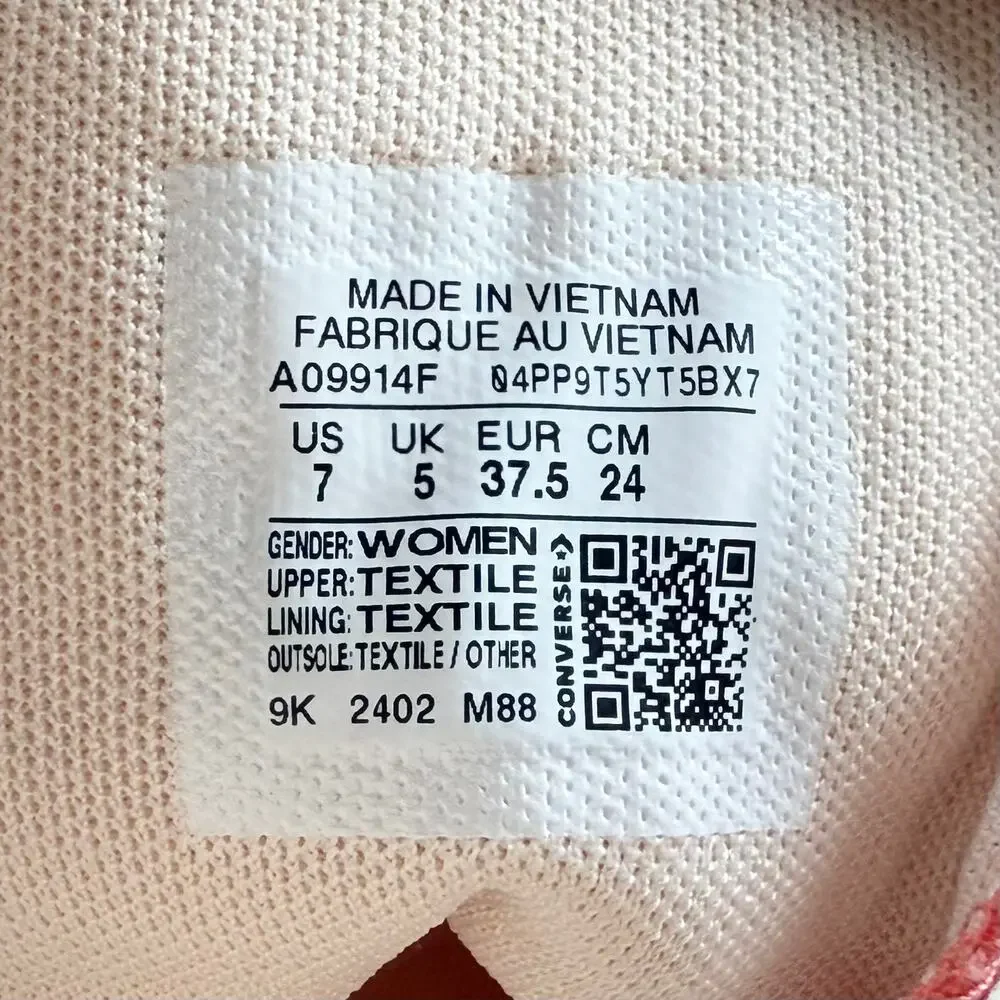 MADE IN VIETNAM
FABRIQUE AU VIETNAM
A09914F 04PP9T5YT5BX7
US UK EUR CM
7 5 37.5 24
GENDER: WOMEN
UPPER: TEXTILE
LINING: TEXTILE
OUTSOLE: TEXTILE / OTHER
9K 2402 M88
CONVERSE